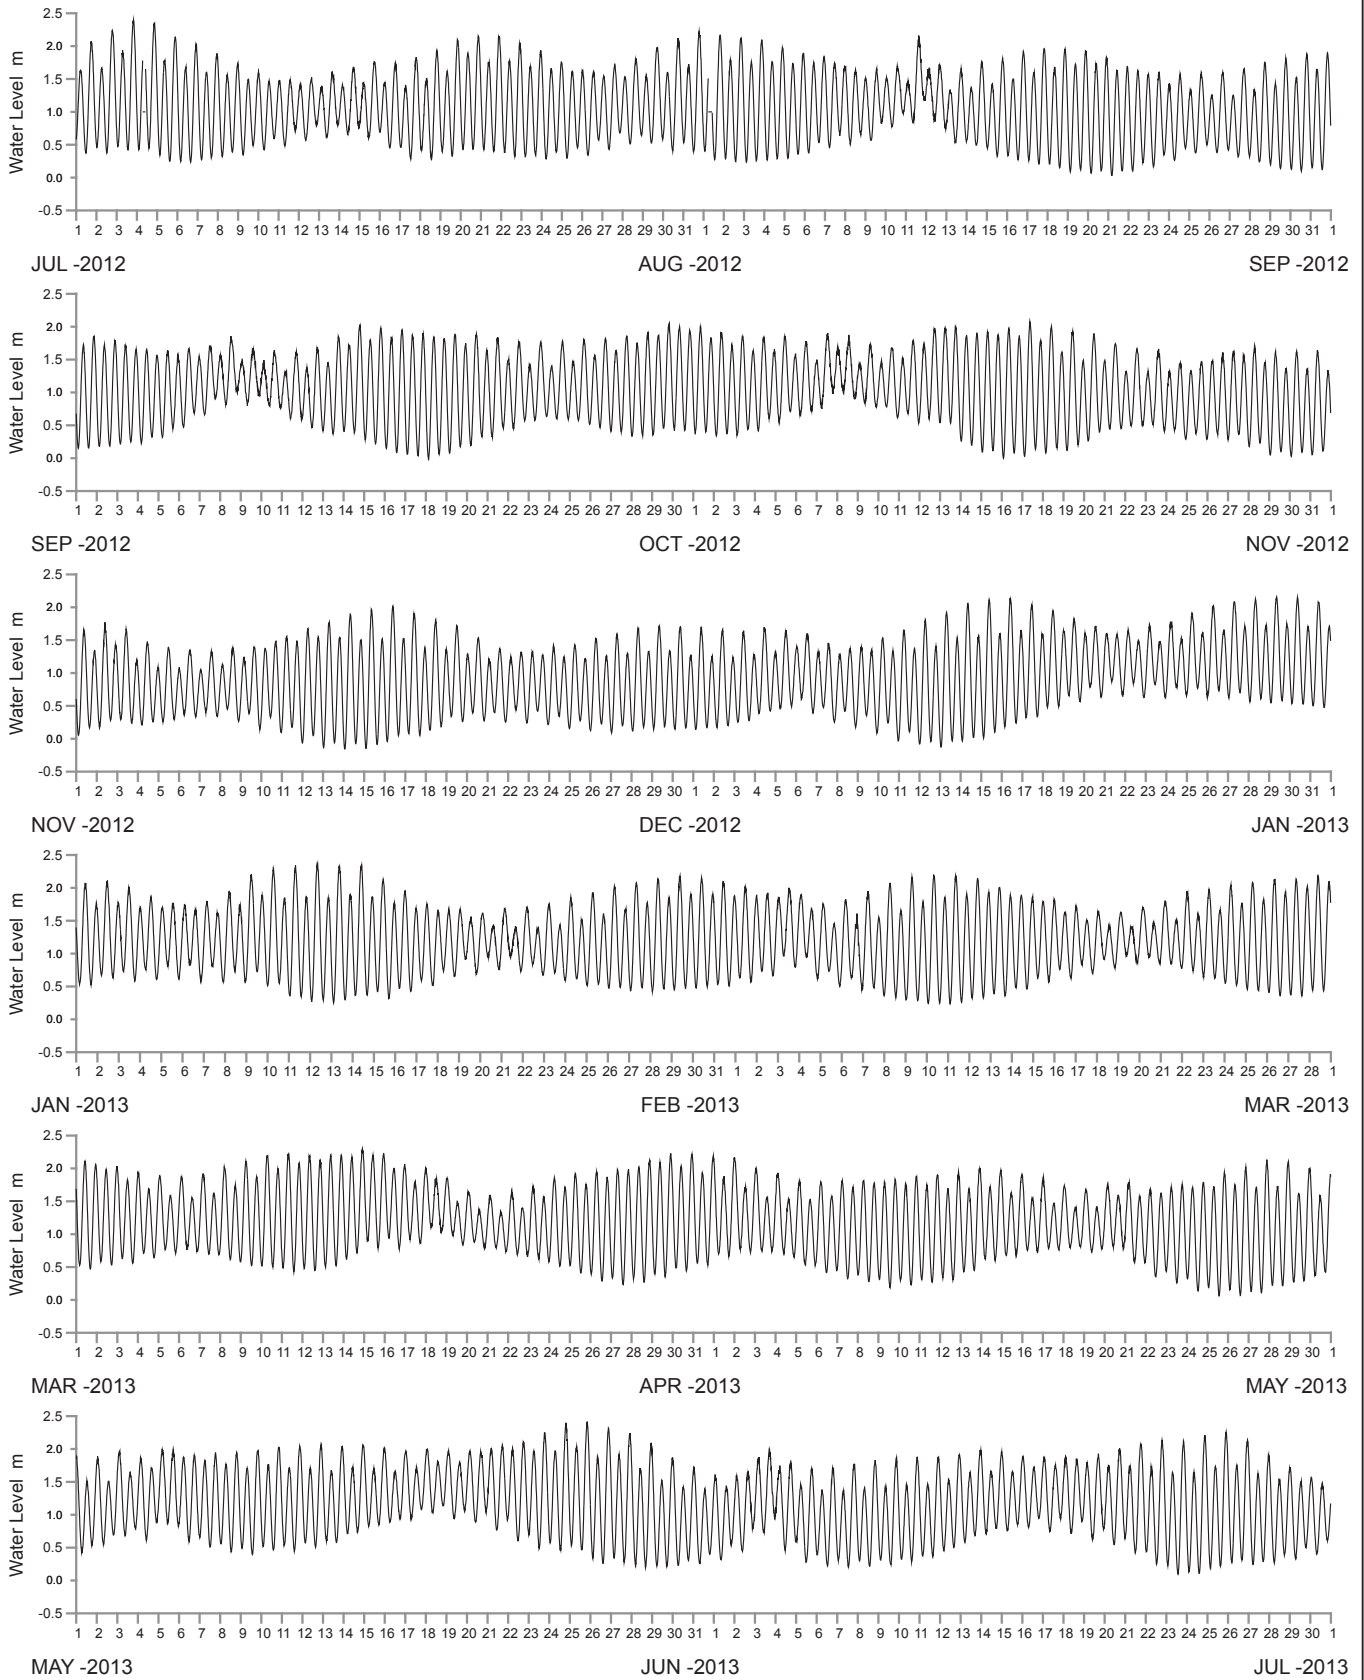 2.5
2.0
1.5
1.0
0.5
0.0
-0.5
Water Level m
1 2 3 4 5 6 7 8 9 10 11 12 13 14 15 16 17 18 19 20 21 22 23 24 25 26 27 28 29 30 31 1 2 3 4 5 6 7 8 9 10 11 12 13 14 15 16 17 18 19 20 21 22 23 24 25 26 27 28 29 30 31 1
JUL -2012 AUG -2012 SEP -2012
2.5
2.0
1.5
1.0
0.5
0.0
-0.5
Water Level m
1 2 3 4 5 6 7 8 9 10 11 12 13 14 15 16 17 18 19 20 21 22 23 24 25 26 27 28 29 30 1 2 3 4 5 6 7 8 9 10 11 12 13 14 15 16 17 18 19 20 21 22 23 24 25 26 27 28 29 30 31 1
SEP -2012 OCT -2012 NOV -2012
2.5
2.0
1.5
1.0
0.5
0.0
-0.5
Water Level m
1 2 3 4 5 6 7 8 9 10 11 12 13 14 15 16 17 18 19 20 21 22 23 24 25 26 27 28 29 30 1 2 3 4 5 6 7 8 9 10 11 12 13 14 15 16 17 18 19 20 21 22 23 24 25 26 27 28 29 30 31 1
NOV -2012 DEC -2012 JAN -2013
2.5
2.0
1.5
1.0
0.5
0.0
-0.5
Water Level m
1 2 3 4 5 6 7 8 9 10 11 12 13 14 15 16 17 18 19 20 21 22 23 24 25 26 27 28 29 30 31 1 2 3 4 5 6 7 8 9 10 11 12 13 14 15 16 17 18 19 20 21 22 23 24 25 26 27 28 1
JAN -2013 FEB -2013 MAR -2013
2.5
2.0
1.5
1.0
0.5
0.0
-0.5
Water Level m
1 2 3 4 5 6 7 8 9 10 11 12 13 14 15 16 17 18 19 20 21 22 23 24 25 26 27 28 29 30 31 1 2 3 4 5 6 7 8 9 10 11 12 13 14 15 16 17 18 19 20 21 22 23 24 25 26 27 28 29 30 1
MAR -2013 APR -2013 MAY -2013
2.5
2.0
1.5
1.0
0.5
0.0
-0.5
Water Level m
1 2 3 4 5 6 7 8 9 10 11 12 13 14 15 16 17 18 19 20 21 22 23 24 25 26 27 28 29 30 31 1 2 3 4 5 6 7 8 9 10 11 12 13 14 15 16 17 18 19 20 21 22 23 24 25 26 27 28 29 30 1
MAY -2013 JUN -2013 JUL -2013